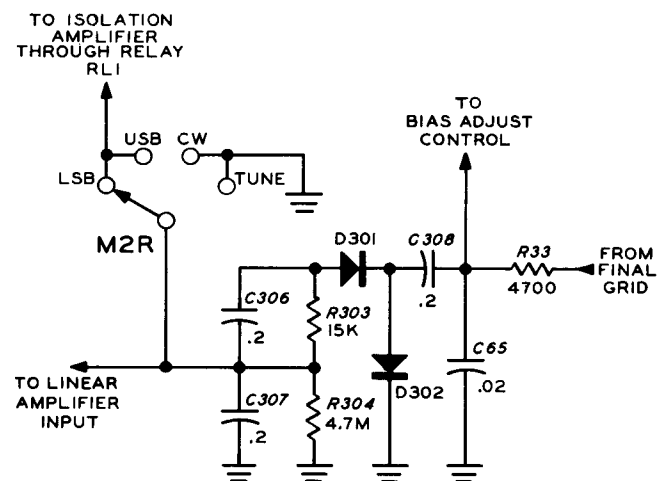 TO ISOLATION
AMPLIFIER
THROUGH RELAY
RL1
USB
CW
LSB
TUNE
M2R
TO
BIAS ADJUST
CONTROL
D301
C308
.2
R33
4700
FROM
FINAL
GRID
C306
.2
R303
15K
C65
.02
D302
TO LINEAR
AMPLIFIER
INPUT
C307
.2
R304
4.7M